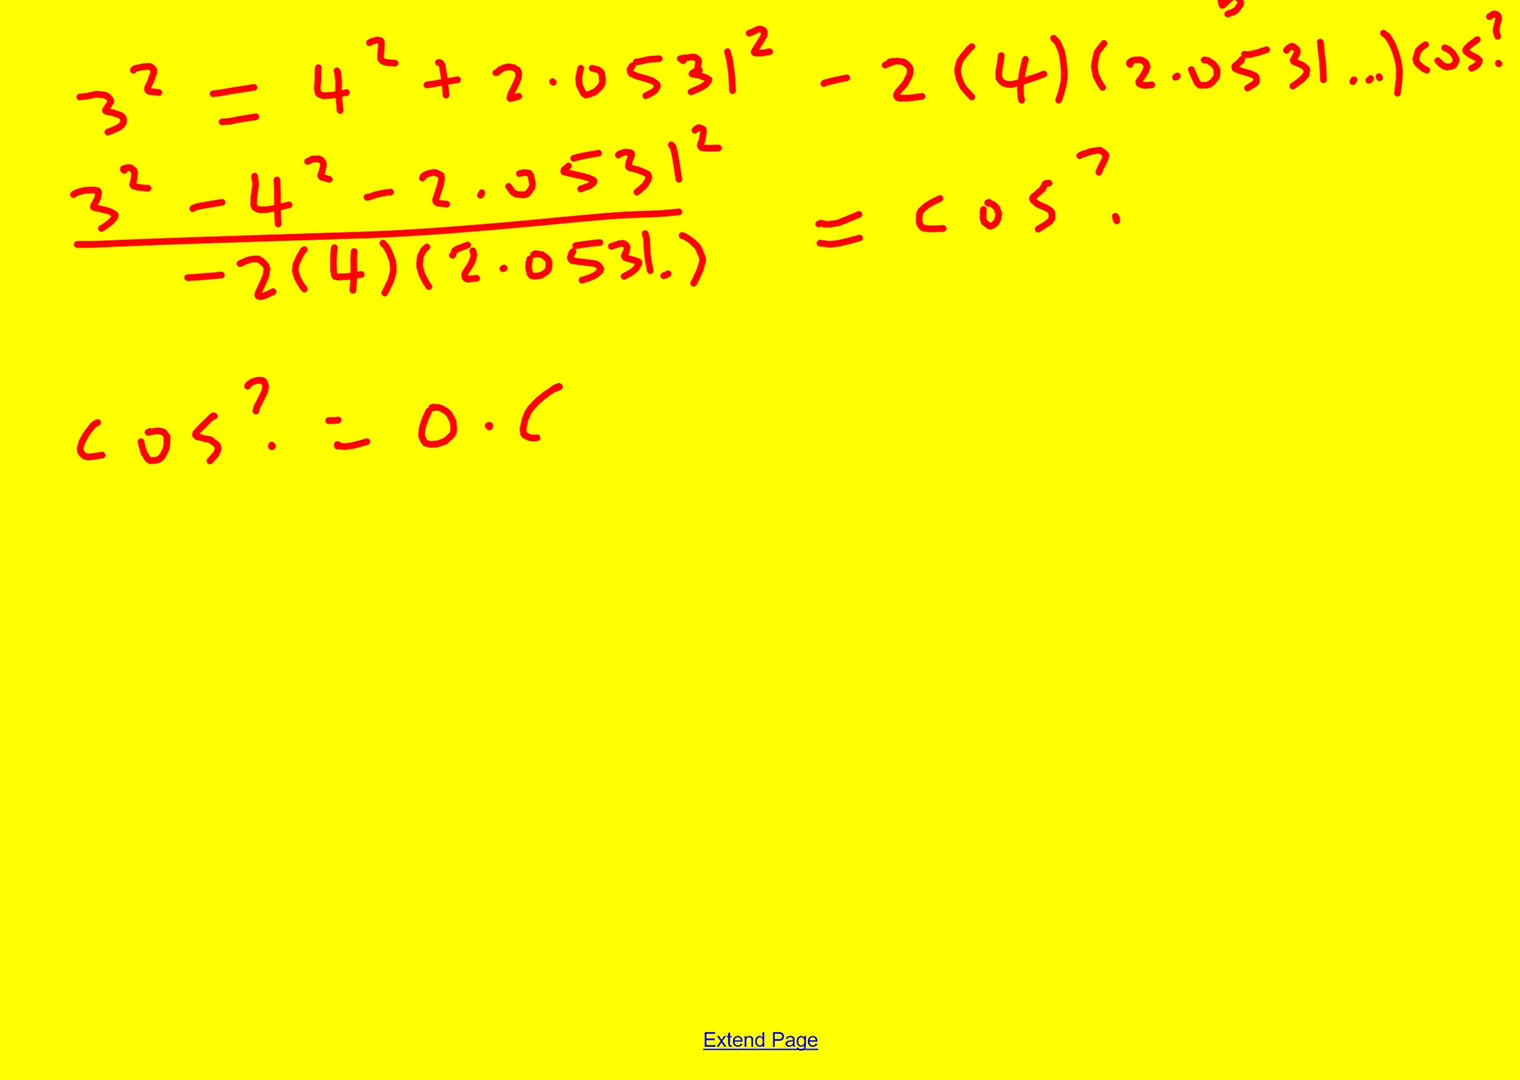 3² = 4² + 2.0531² - 2(4)(2.0531...)cos?
3² - 4² - 2.0531²
-2(4)(2.0531.) = cos?
cos? = 0.
Extend Page